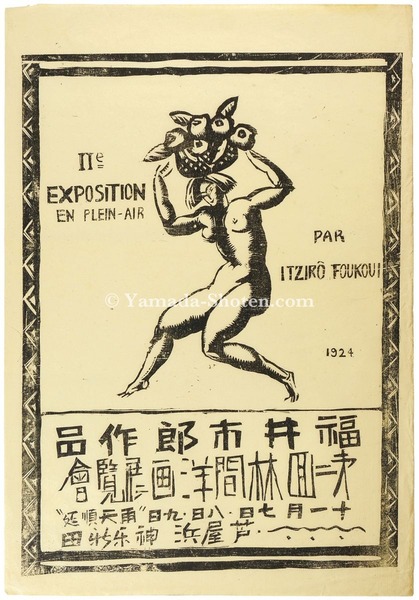 IIe
EXPOSITION
EN PLEIN-AIR
PAR
ITZIRÔ FOUKOUI
1924
© Yamada-Shoten.com
福井市郎作品
㐧二回林間洋画展覧會
十一月七日・八日・九日“雨天順延”
芦屋浜